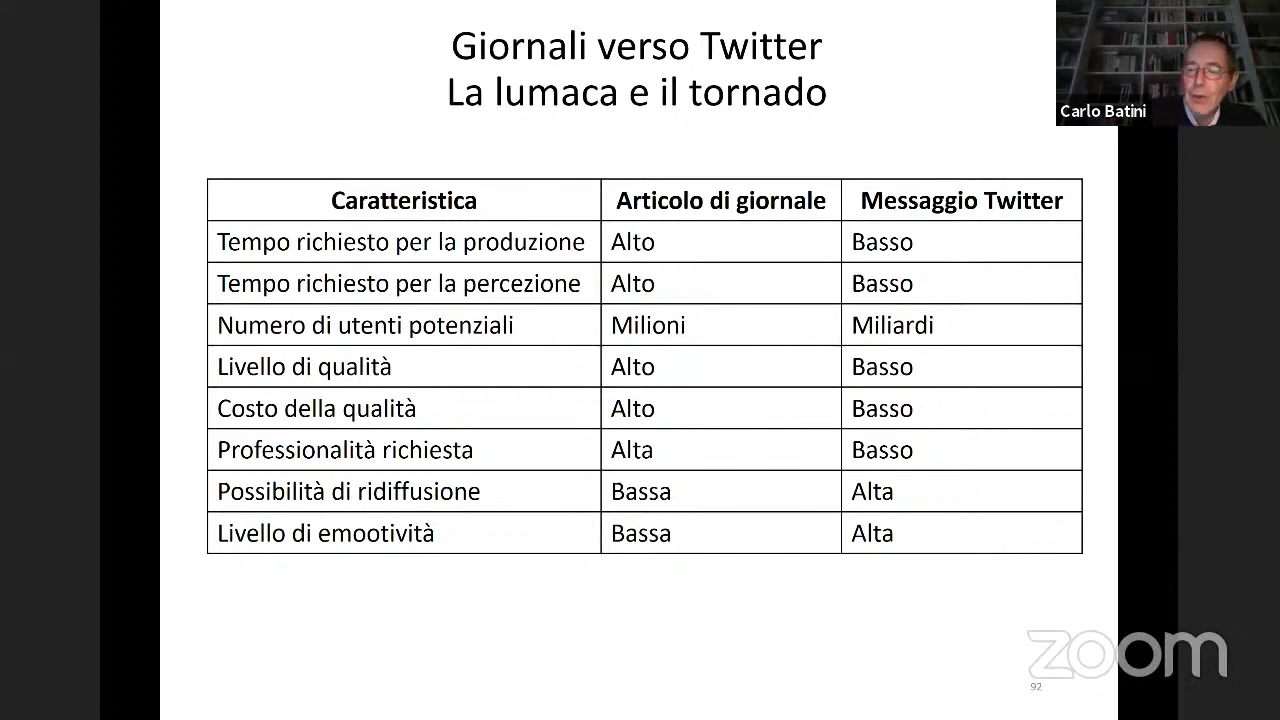 Giornali verso Twitter
La lumaca e il tornado
Carlo Batini
Caratteristica Articolo di giornale Messaggio Twitter
Tempo richiesto per la produzione Alto Basso
Tempo richiesto per la percezione Alto Basso
Numero di utenti potenziali Milioni Miliardi
Livello di qualità Alto Basso
Costo della qualità Alto Basso
Professionalità richiesta Alta Basso
Possibilità di ridiffusione Bassa Alta
Livello di emootività Bassa Alta
zoom
92